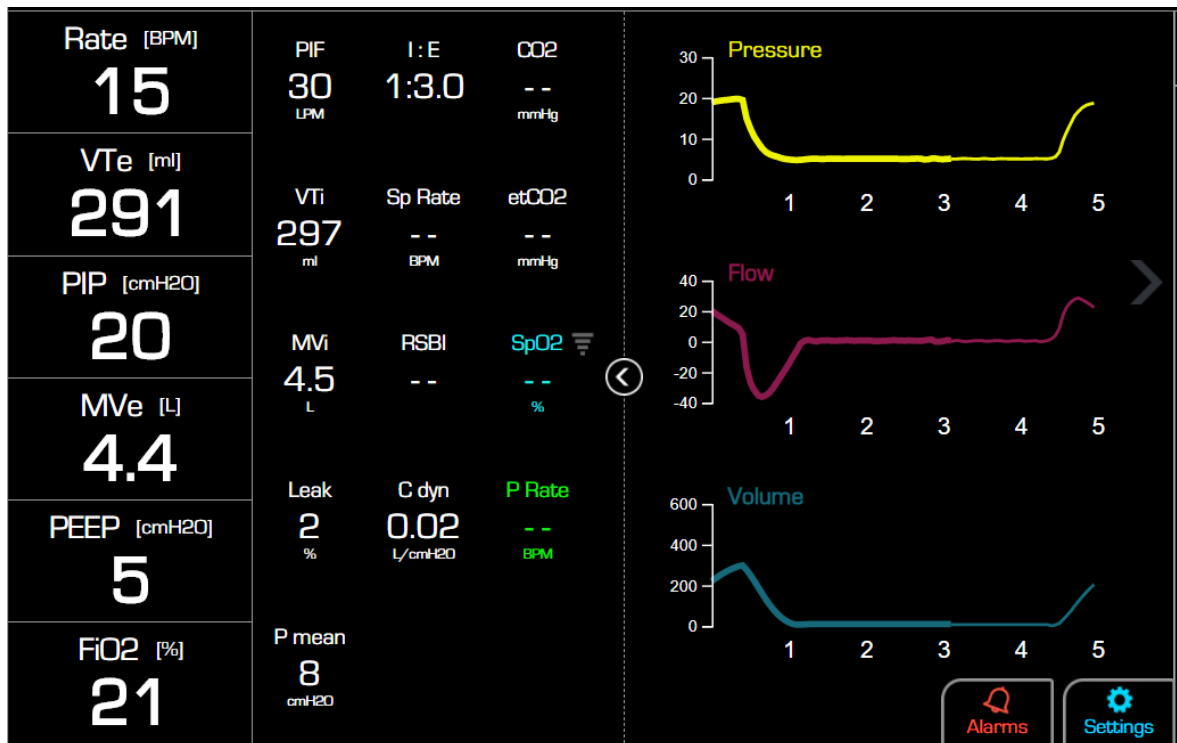 Rate [BPM]
15
VTe [ml]
291
PIP [cmH2O]
20
MVe [L]
4.4
PEEP [cmH2O]
5
FiO2 [%]
21
PIF I:E CO2
30 1:3.0 --
LPM mmHg
VTi Sp Rate etCO2
297 -- --
ml BPM mmHg
MVi RSBI SpO2
4.5 -- --
L %
Leak C dyn P Rate
2 0.02 --
% L/cmH2O BPM
P mean
8
cmH2O
Pressure
30
20
10
0
1 2 3 4 5
Flow
40
20
0
-20
-40
1 2 3 4 5
Volume
600
400
200
0
1 2 3 4 5
Alarms Settings